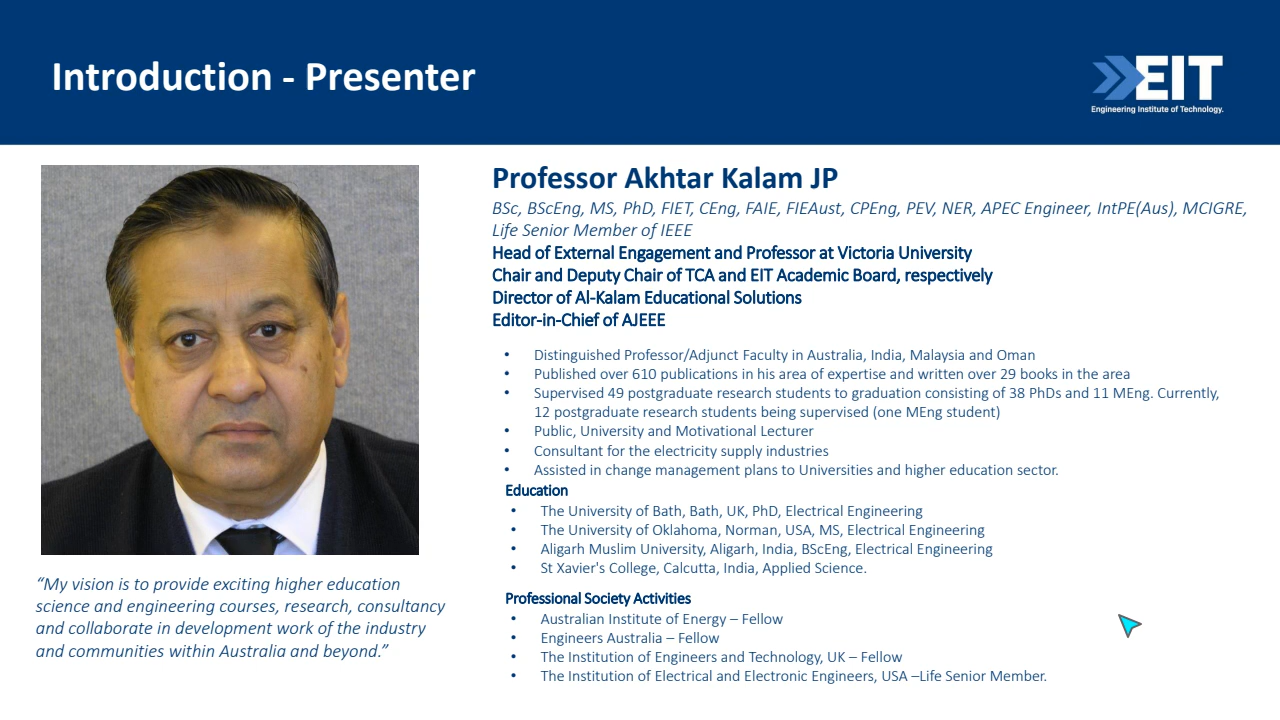 Introduction - Presenter
EIT
Engineering Institute of Technology.
Professor Akhtar Kalam JP
BSc, BScEng, MS, PhD, FIET, CEng, FAIE, FIEAust, CPEng, PEV, NER, APEC Engineer, IntPE(Aus), MCIGRE,
Life Senior Member of IEEE
Head of External Engagement and Professor at Victoria University
Chair and Deputy Chair of TCA and EIT Academic Board, respectively
Director of Al-Kalam Educational Solutions
Editor-in-Chief of AJEEE
• Distinguished Professor/Adjunct Faculty in Australia, India, Malaysia and Oman
• Published over 610 publications in his area of expertise and written over 29 books in the area
• Supervised 49 postgraduate research students to graduation consisting of 38 PhDs and 11 MEng. Currently,
12 postgraduate research students being supervised (one MEng student)
• Public, University and Motivational Lecturer
• Consultant for the electricity supply industries
• Assisted in change management plans to Universities and higher education sector.
Education
• The University of Bath, Bath, UK, PhD, Electrical Engineering
• The University of Oklahoma, Norman, USA, MS, Electrical Engineering
• Aligarh Muslim University, Aligarh, India, BScEng, Electrical Engineering
• St Xavier's College, Calcutta, India, Applied Science.
Professional Society Activities
• Australian Institute of Energy – Fellow
• Engineers Australia – Fellow
• The Institution of Engineers and Technology, UK – Fellow
• The Institution of Electrical and Electronic Engineers, USA –Life Senior Member.
“My vision is to provide exciting higher education
science and engineering courses, research, consultancy
and collaborate in development work of the industry
and communities within Australia and beyond.”